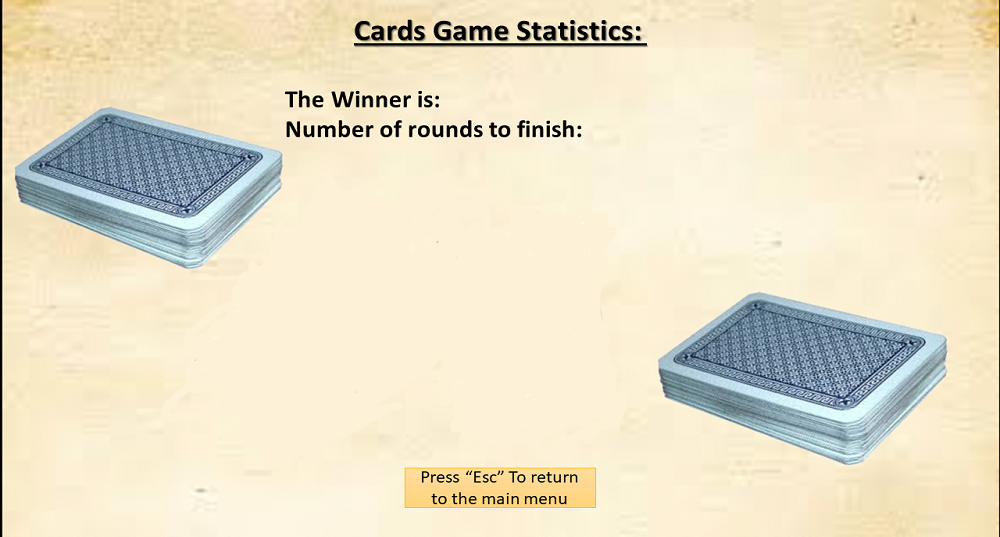 Cards Game Statistics:
The Winner is:
Number of rounds to finish:
Press “Esc” To return
to the main menu